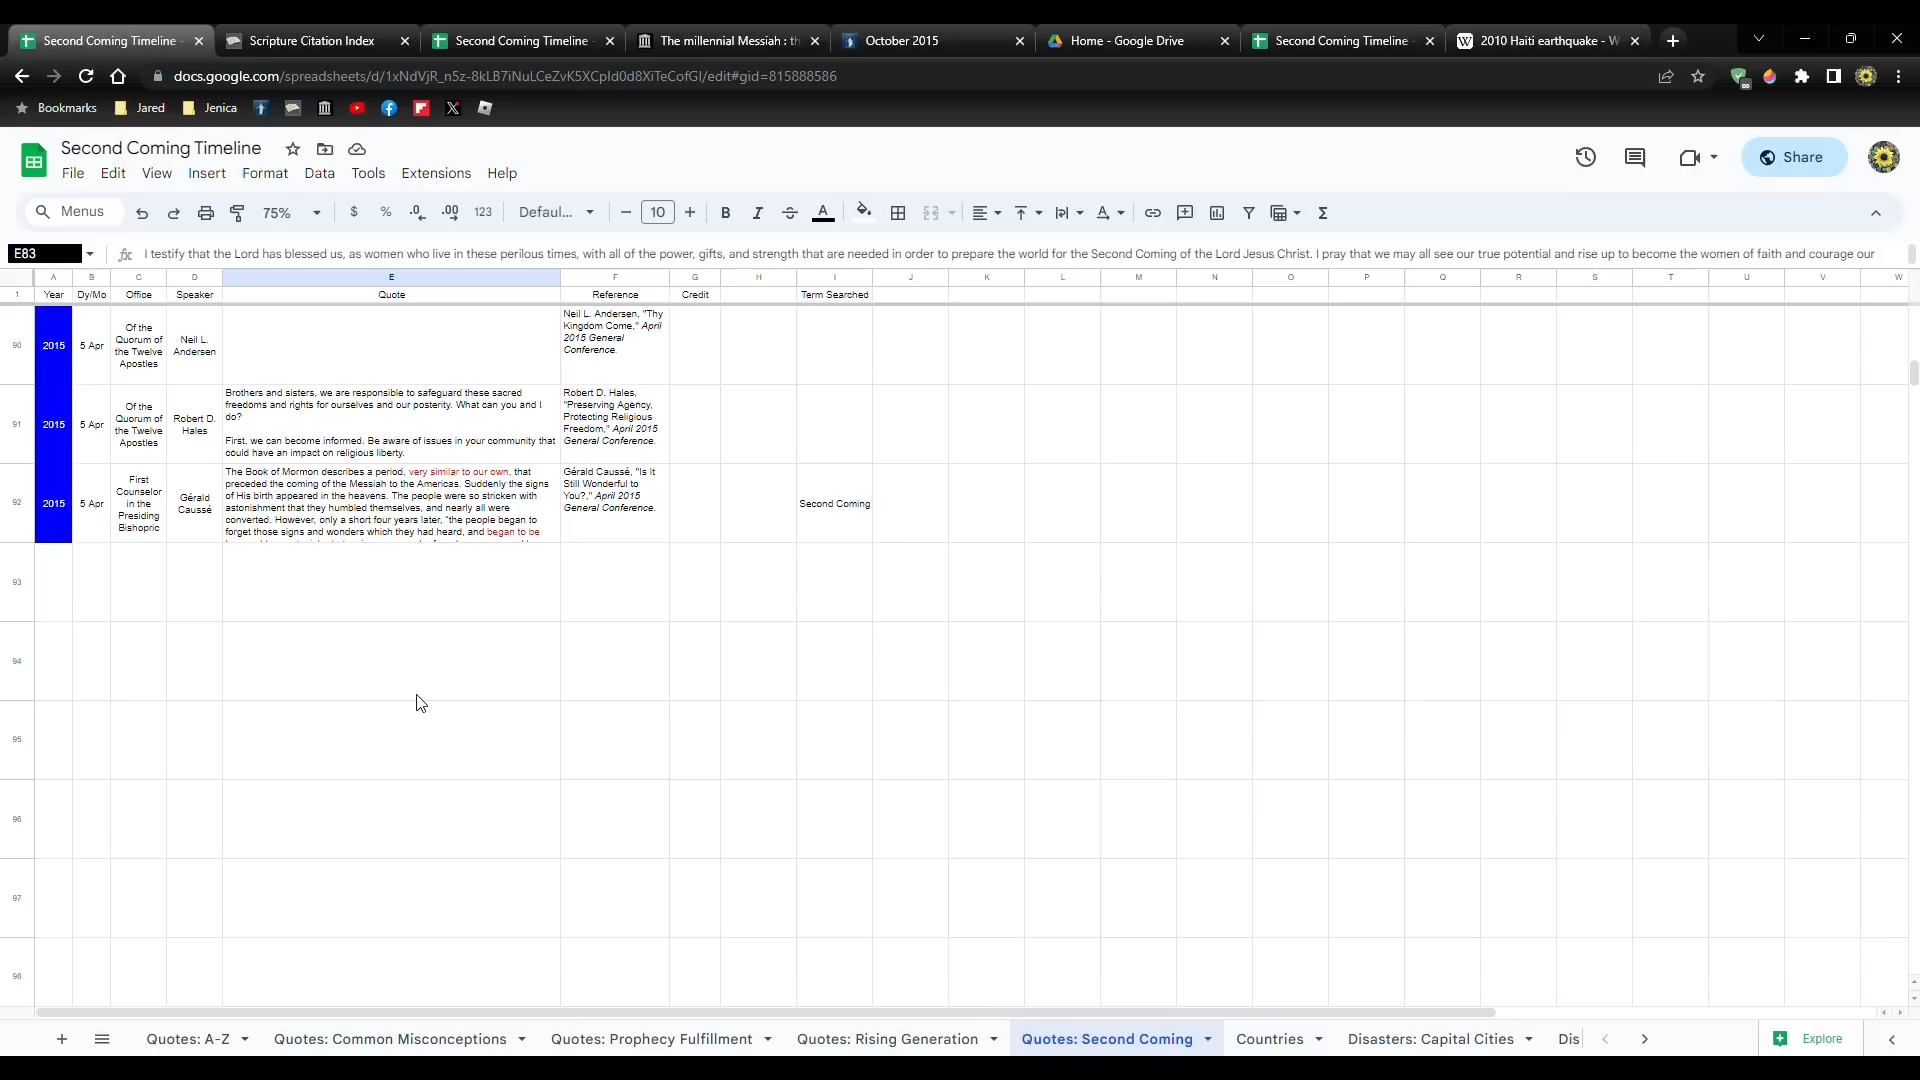 Second Coming Timeline -
Scripture Citation Index
Second Coming Timeline -
The millennial Messiah : th
October 2015
Home - Google Drive
Second Coming Timeline -
2010 Haiti earthquake - W
docs.google.com/spreadsheets/d/1xNdVjR_n5z-8kLB7iNuLCeZvK5XCpId0d8XiTeCofGI/edit#gid=815888586
Bookmarks
Jared
Jenica
Second Coming Timeline
Share
File Edit View Insert Format Data Tools Extensions Help
Menus 75% $ % .0 .00 123 Defaul... − 10 + B I A Σ
E83
fx I testify that the Lord has blessed us, as women who live in these perilous times, with all of the power, gifts, and strength that are needed in order to prepare the world for the Second Coming of the Lord Jesus Christ. I pray that we may all see our true potential and rise up to become the women of faith and courage our
A B C D E F G H I J K L M N O P Q R S T U V W
1 Year Dy/Mo Office Speaker Quote Reference Credit Term Searched
90
2015
5 Apr
Of the
Quorum of
the Twelve
Apostles
Neil L.
Andersen
Neil L. Andersen, "Thy
Kingdom Come," April
2015 General
Conference.
91
2015
5 Apr
Of the
Quorum of
the Twelve
Apostles
Robert D.
Hales
Brothers and sisters, we are responsible to safeguard these sacred
freedoms and rights for ourselves and our posterity. What can you and I
do?
First, we can become informed. Be aware of issues in your community that
could have an impact on religious liberty.
Robert D. Hales,
"Preserving Agency,
Protecting Religious
Freedom," April 2015
General Conference.
92
2015
5 Apr
First
Counselor
in the
Presiding
Bishopric
Gérald
Caussé
The Book of Mormon describes a period, very similar to our own, that
preceded the coming of the Messiah to the Americas. Suddenly the signs
of His birth appeared in the heavens. The people were so stricken with
astonishment that they humbled themselves, and nearly all were
converted. However, only a short four years later, "the people began to
forget those signs and wonders which they had heard, and began to be
Gérald Caussé, "Is It
Still Wonderful to
You?," April 2015
General Conference.
Second Coming
93
94
95
96
97
98
Quotes: A-Z
Quotes: Common Misconceptions
Quotes: Prophecy Fulfillment
Quotes: Rising Generation
Quotes: Second Coming
Countries
Disasters: Capital Cities
Dis
Explore